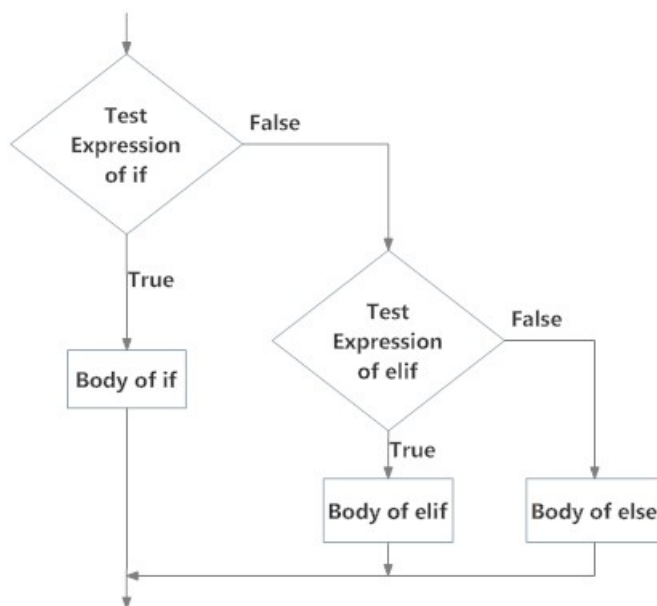 Test
Expression
of if
False
True
Body of if
Test
Expression
of elif
False
True
Body of elif
Body of else